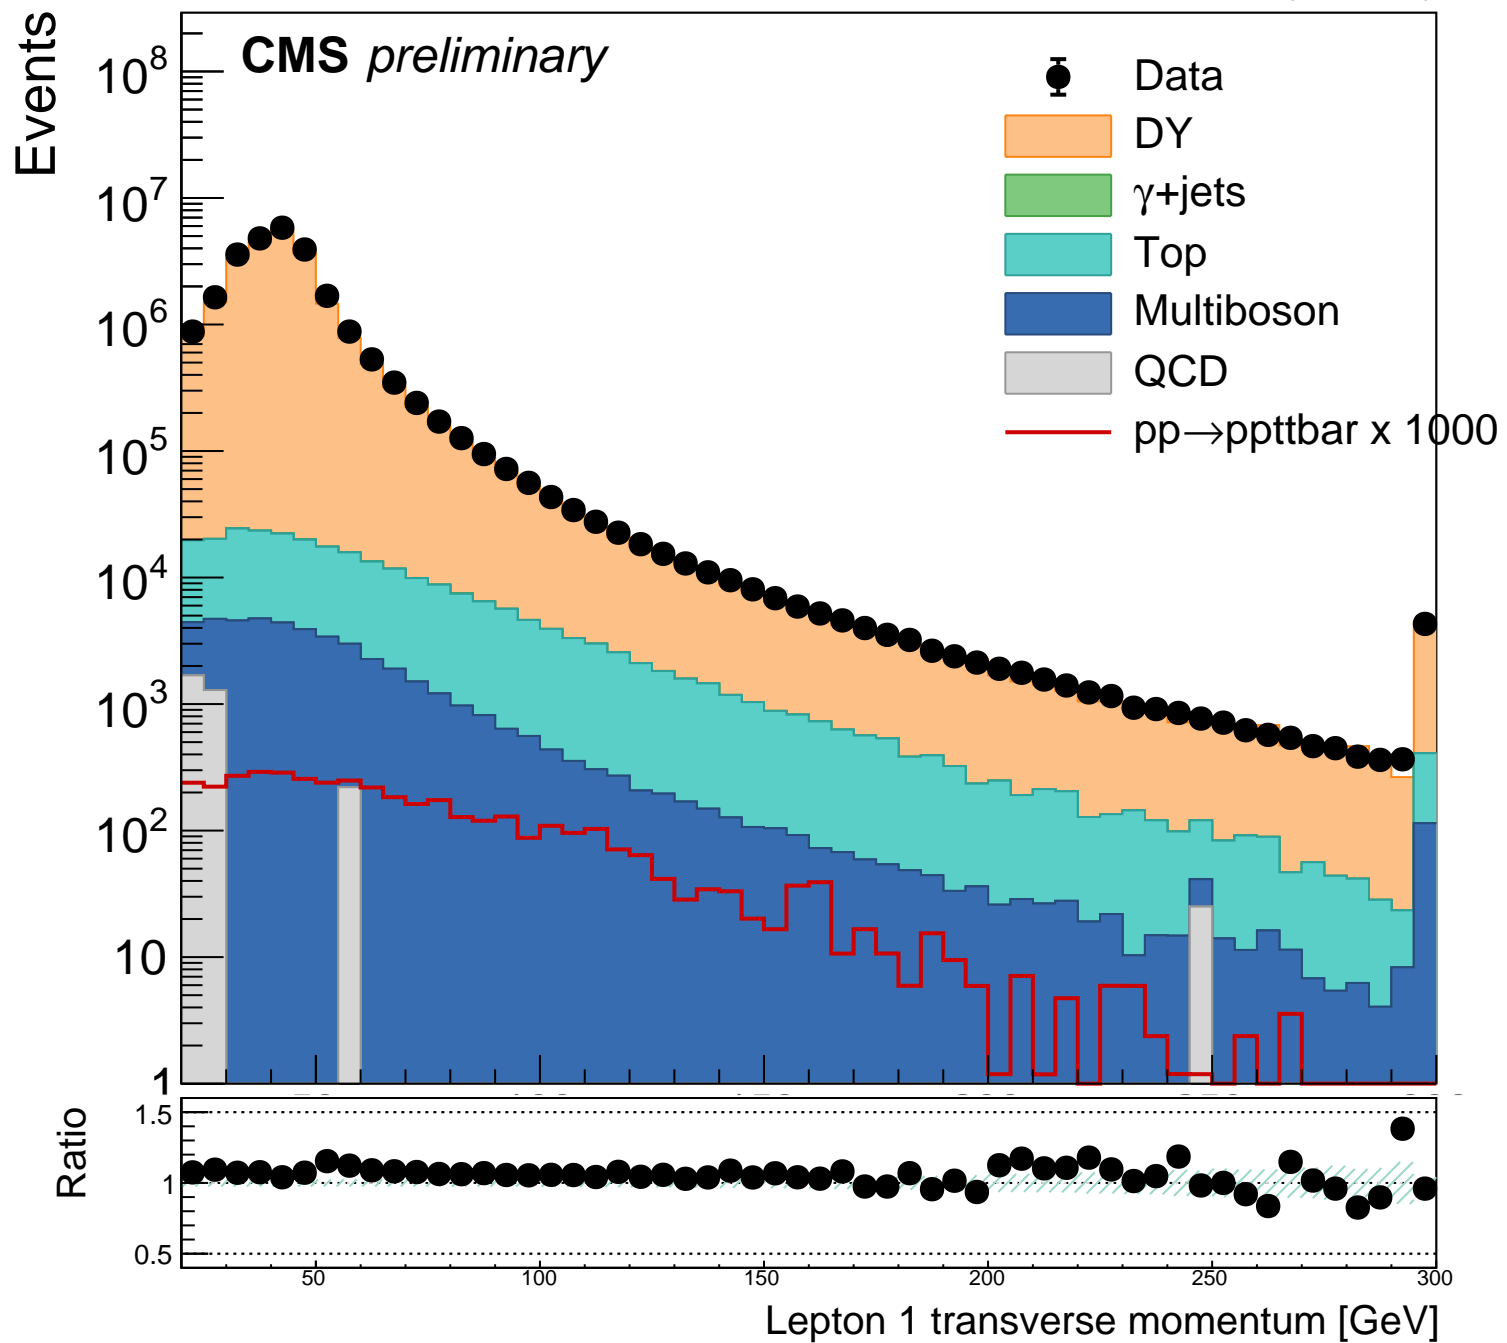 CMS preliminary
Events
10^8
10^7
10^6
10^5
10^4
10^3
10^2
10
1
Data
DY
γ+jets
Top
Multiboson
QCD
pp→ppttbar x 1000
Ratio
1.5
1
0.5
50
100
150
200
250
300
Lepton 1 transverse momentum [GeV]